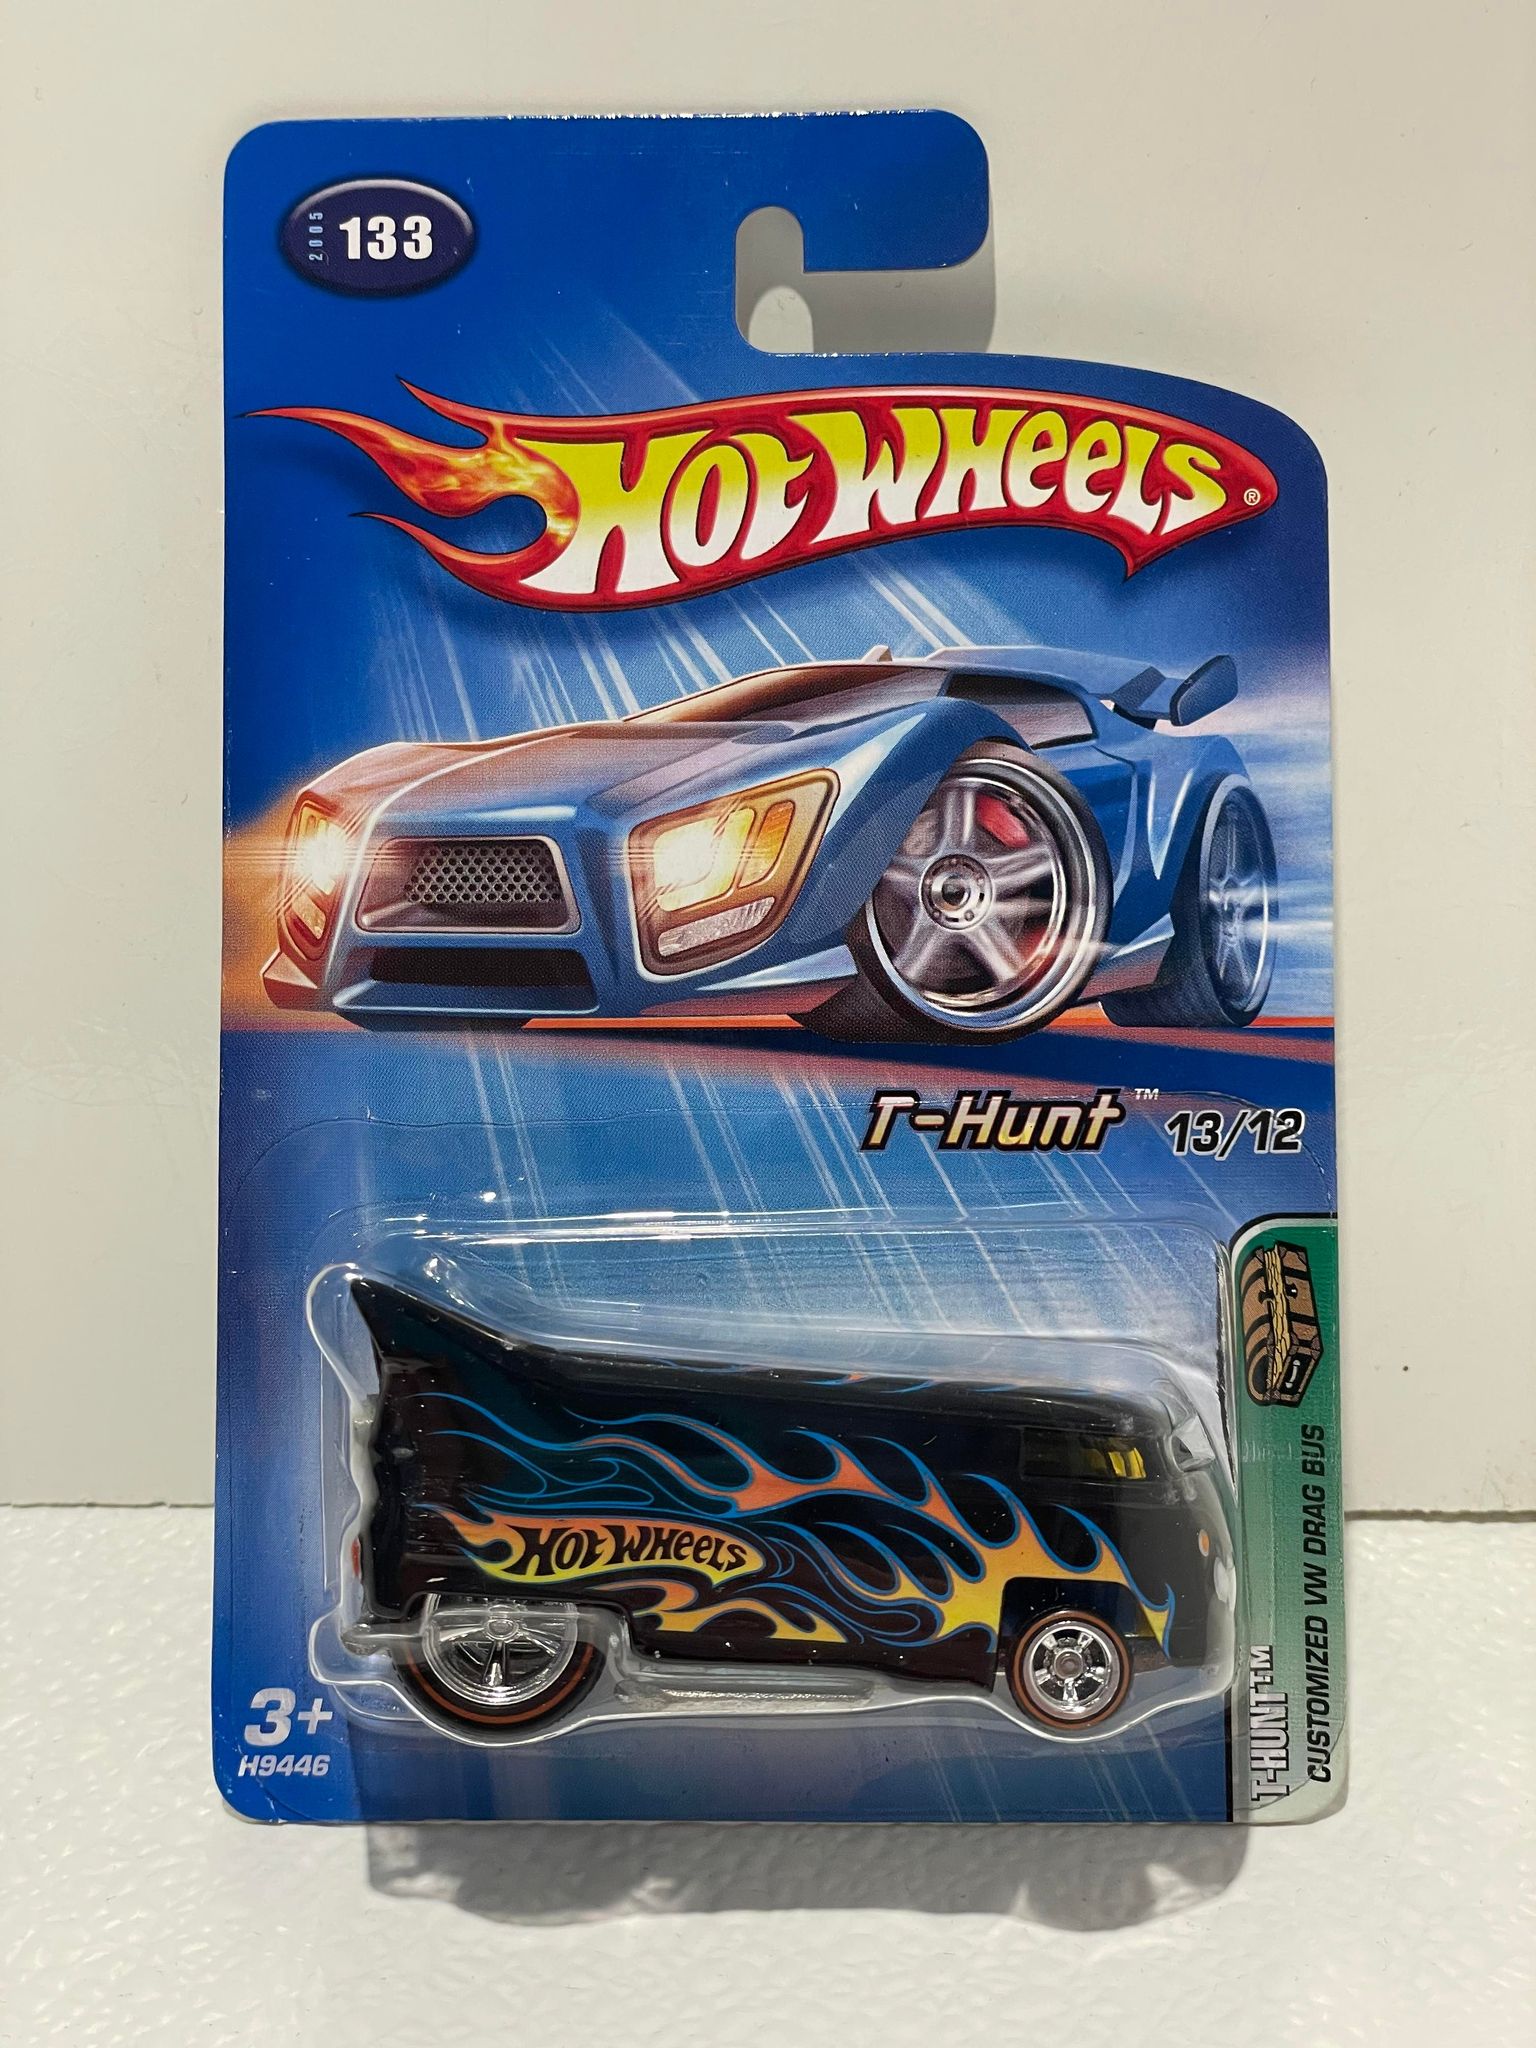 2005
133
HOT WHEELS®
T-Hunt™ 13/12
HOT WHEELS
3+
H9446
T-HUNT™
CUSTOMIZED VW DRAG BUS